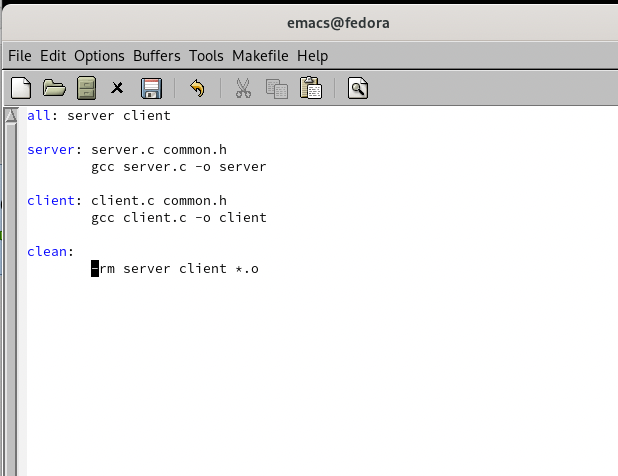 emacs@fedora
File Edit Options Buffers Tools Makefile Help
all: server client
server: server.c common.h
gcc server.c -o server
client: client.c common.h
gcc client.c -o client
clean:
-rm server client *.o